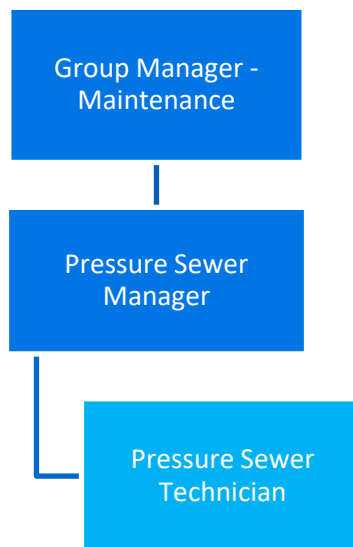 Group Manager -
Maintenance
Pressure Sewer
Manager
Pressure Sewer
Technician